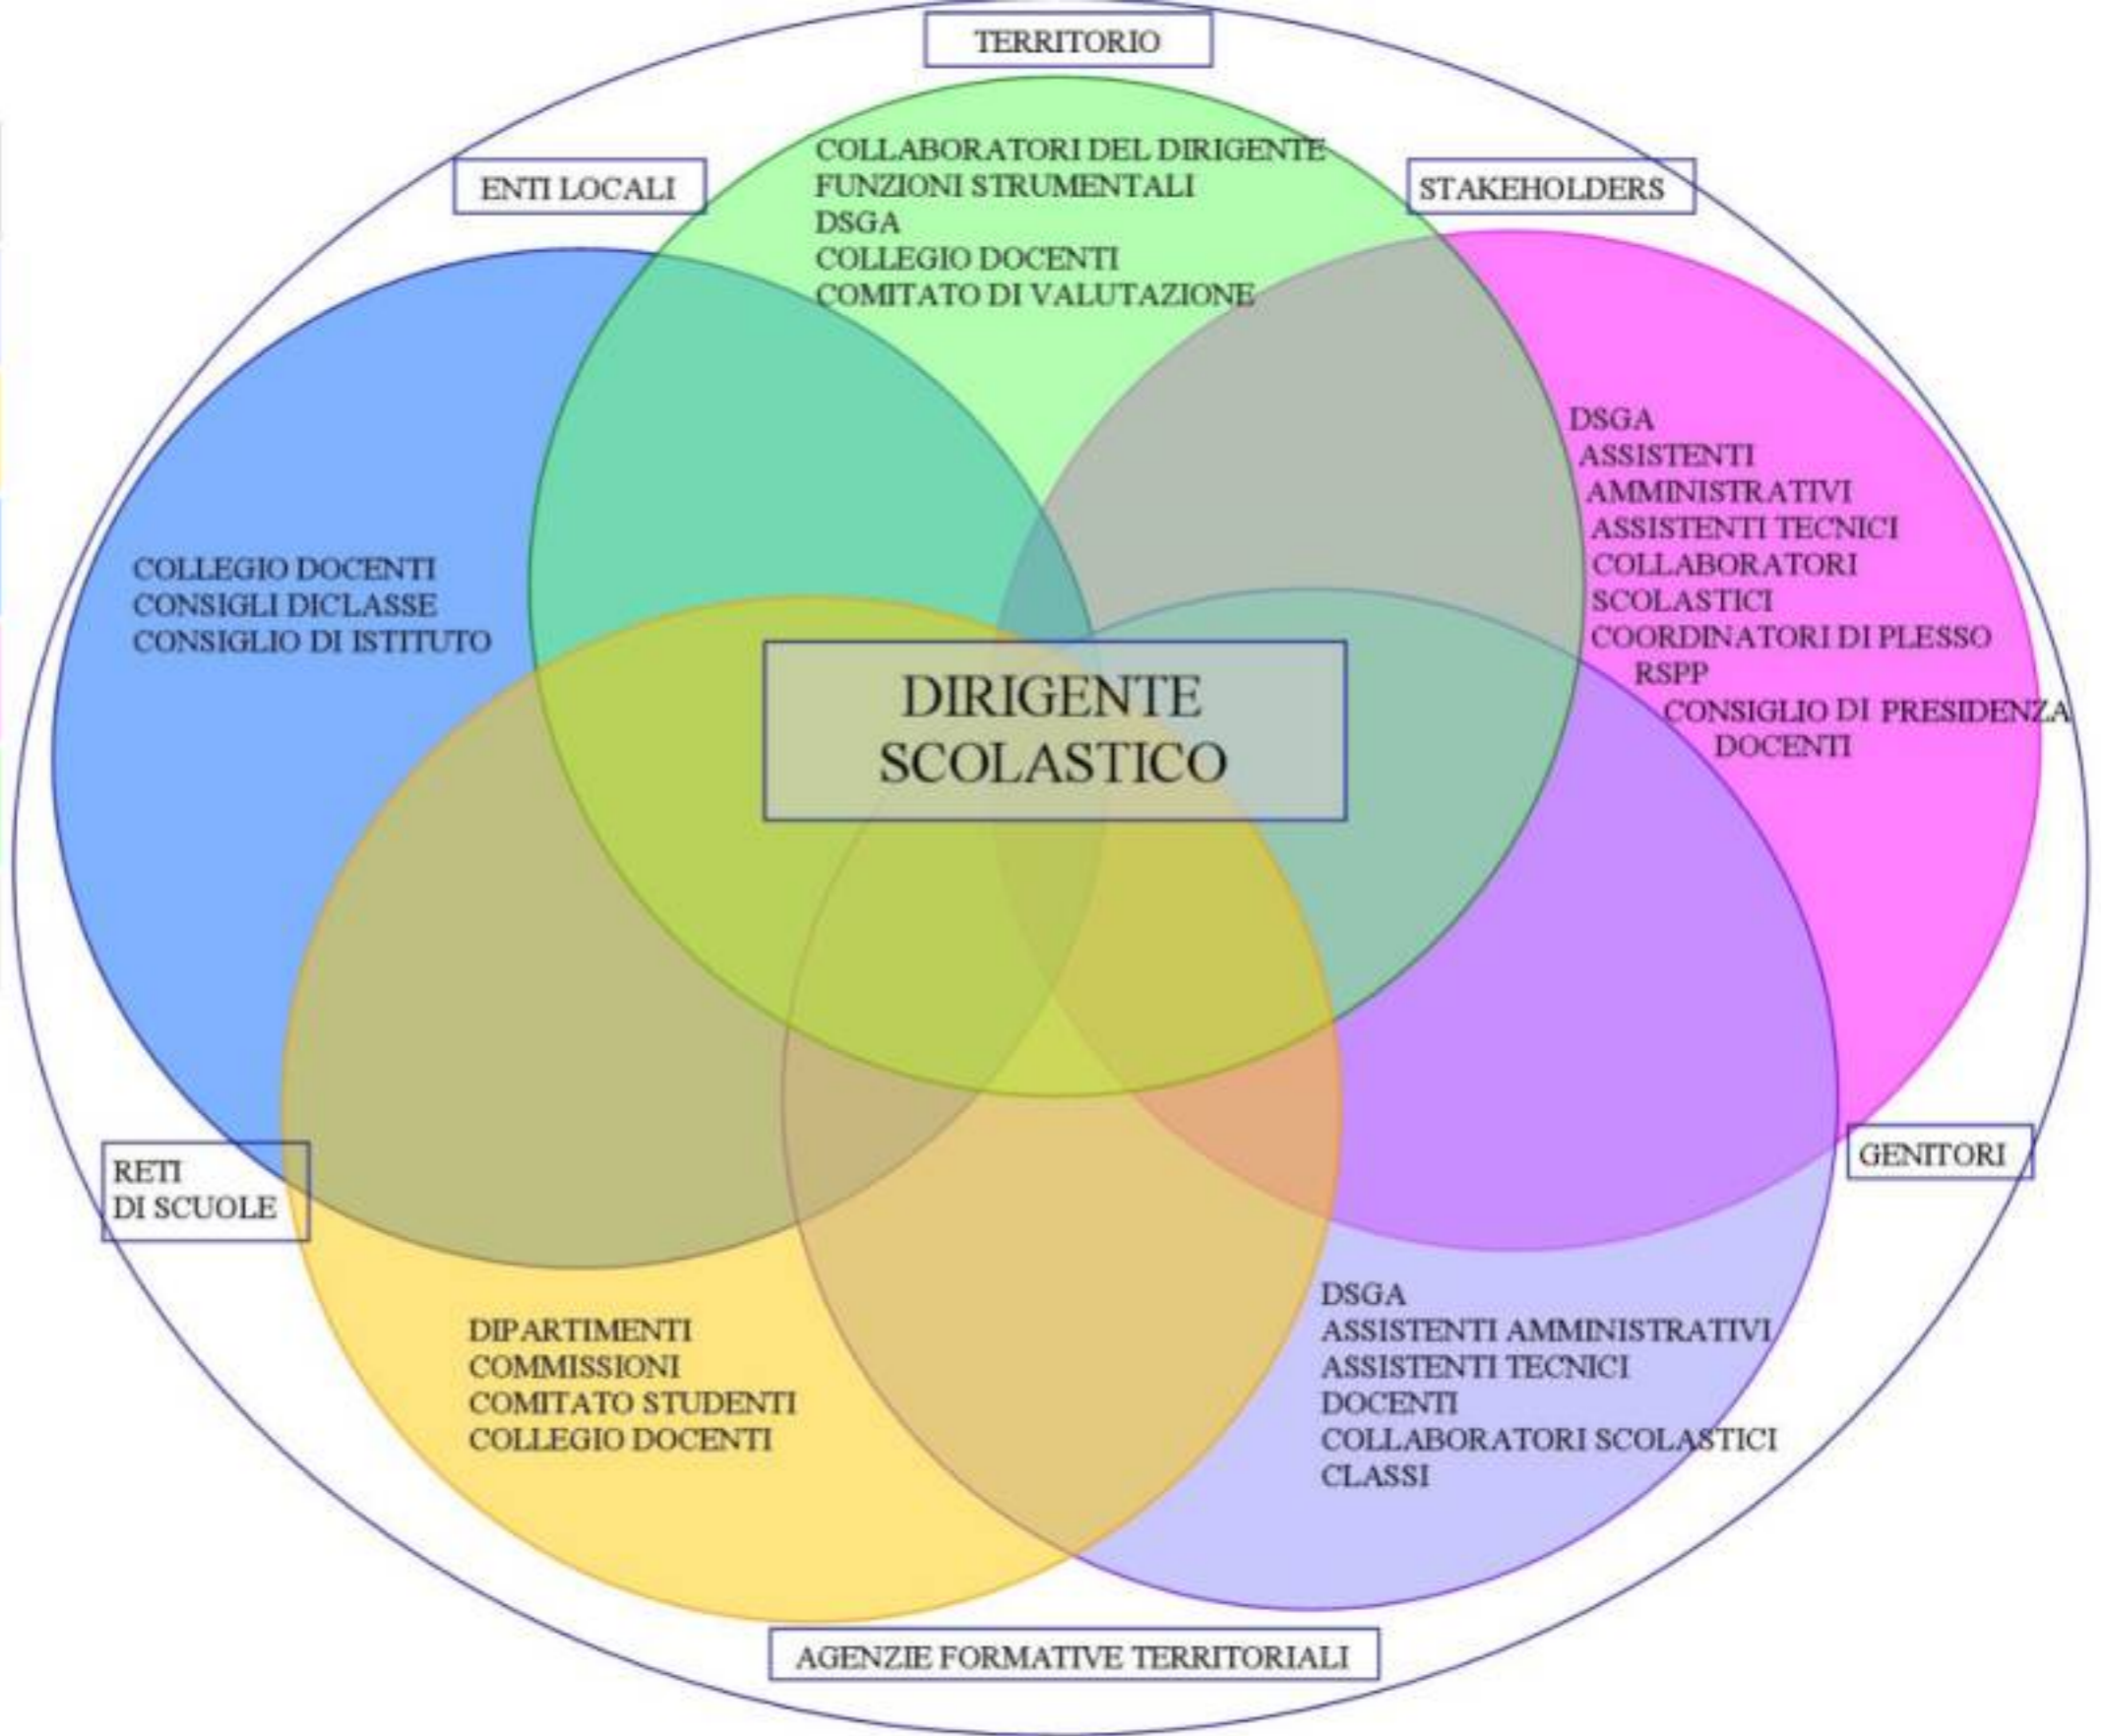 TERRITORIO
ENTI LOCALI
STAKEHOLDERS
COLLABORATORI DEL DIRIGENTE
FUNZIONI STRUMENTALI
DSGA
COLLEGIO DOCENTI
COMITATO DI VALUTAZIONE
COLLEGIO DOCENTI
CONSIGLI DICLASSE
CONSIGLIO DI ISTITUTO
DSGA
ASSISTENTI
AMMINISTRATIVI
ASSISTENTI TECNICI
COLLABORATORI
SCOLASTICI
COORDINATORI DI PLESSO
RSPP
CONSIGLIO DI PRESIDENZA
DOCENTI
DIRIGENTE
SCOLASTICO
RETI
DI SCUOLE
GENITORI
DIPARTIMENTI
COMMISSIONI
COMITATO STUDENTI
COLLEGIO DOCENTI
DSGA
ASSISTENTI AMMINISTRATIVI
ASSISTENTI TECNICI
DOCENTI
COLLABORATORI SCOLASTICI
CLASSI
AGENZIE FORMATIVE TERRITORIALI